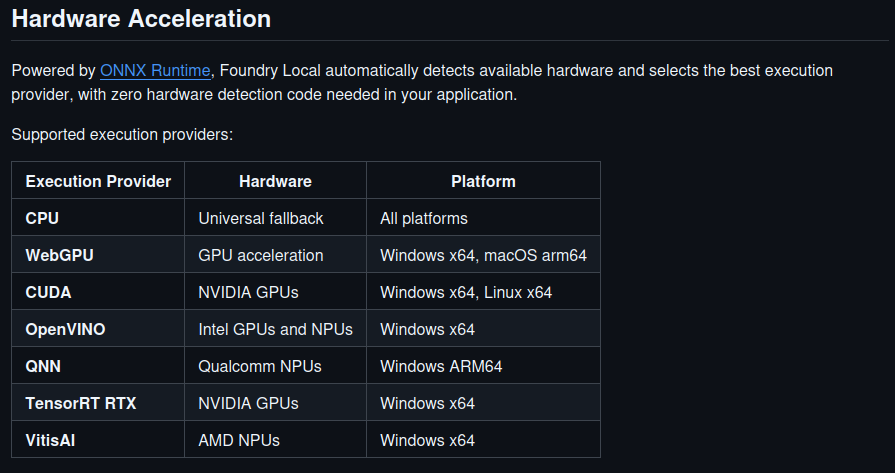 Hardware Acceleration
Powered by ONNX Runtime, Foundry Local automatically detects available hardware and selects the best execution
provider, with zero hardware detection code needed in your application.
Supported execution providers:
Execution Provider Hardware Platform
CPU Universal fallback All platforms
WebGPU GPU acceleration Windows x64, macOS arm64
CUDA NVIDIA GPUs Windows x64, Linux x64
OpenVINO Intel GPUs and NPUs Windows x64
QNN Qualcomm NPUs Windows ARM64
TensorRT RTX NVIDIA GPUs Windows x64
VitisAI AMD NPUs Windows x64